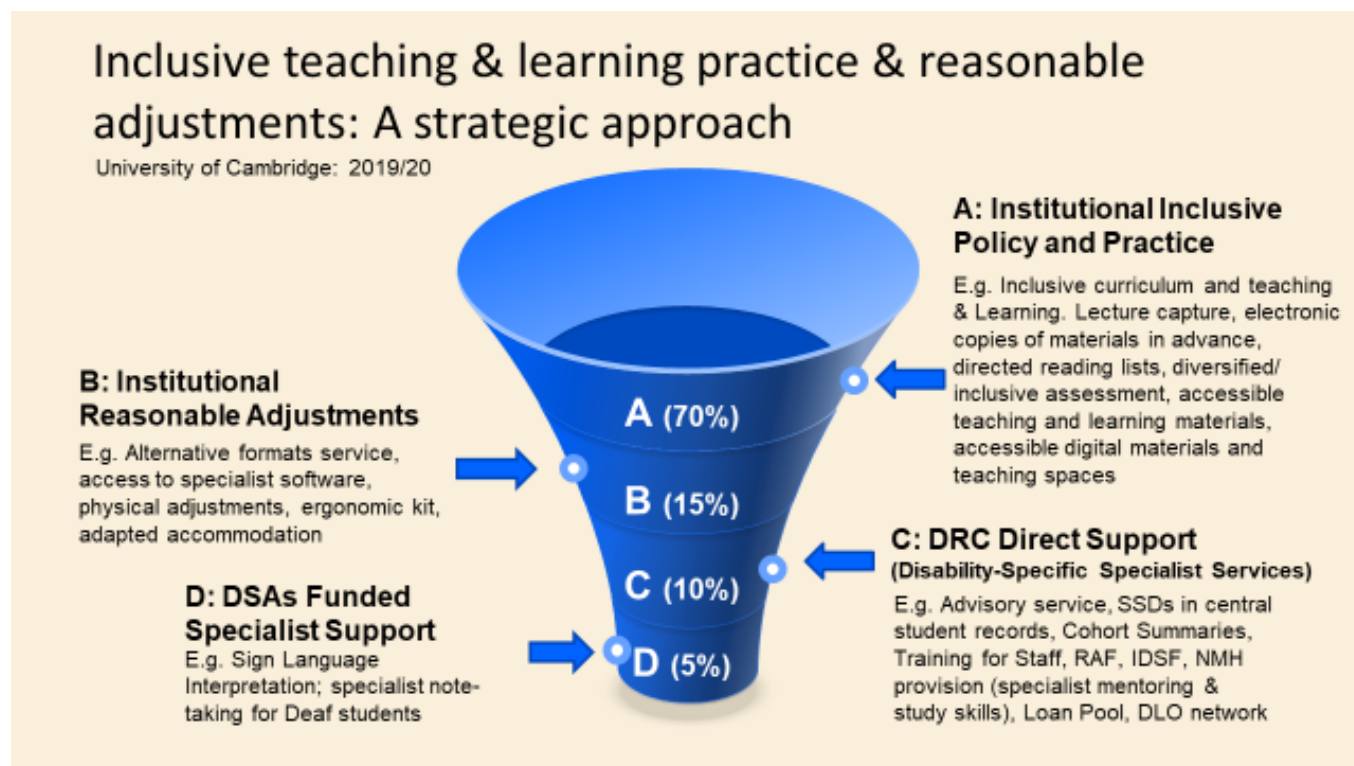 Inclusive teaching & learning practice & reasonable
adjustments: A strategic approach
University of Cambridge: 2019/20
A: Institutional Inclusive
Policy and Practice
E.g. Inclusive curriculum and teaching
& Learning. Lecture capture, electronic
copies of materials in advance,
directed reading lists, diversified/
inclusive assessment, accessible
teaching and learning materials,
accessible digital materials and
teaching spaces
B: Institutional
Reasonable Adjustments
E.g. Alternative formats service,
access to specialist software,
physical adjustments, ergonomic kit,
adapted accommodation
A (70%)
B (15%)
C (10%)
D (5%)
C: DRC Direct Support
(Disability-Specific Specialist Services)
E.g. Advisory service, SSDs in central
student records, Cohort Summaries,
Training for Staff, RAF, IDSF, NMH
provision (specialist mentoring &
study skills), Loan Pool, DLO network
D: DSAs Funded
Specialist Support
E.g. Sign Language
Interpretation; specialist note-
taking for Deaf students